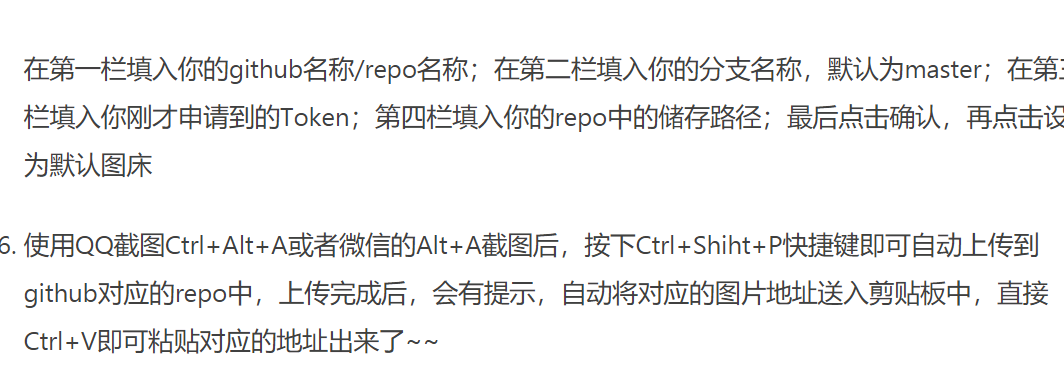 在第一栏填入你的github名称/repo名称；在第二栏填入你的分支名称，默认为master；在第三
栏填入你刚才申请到的Token；第四栏填入你的repo中的储存路径；最后点击确认，再点击设
为默认图床
6. 使用QQ截图Ctrl+Alt+A或者微信的Alt+A截图后，按下Ctrl+Shiht+P快捷键即可自动上传到
github对应的repo中，上传完成后，会有提示，自动将对应的图片地址送入剪贴板中，直接
Ctrl+V即可粘贴对应的地址出来了~~